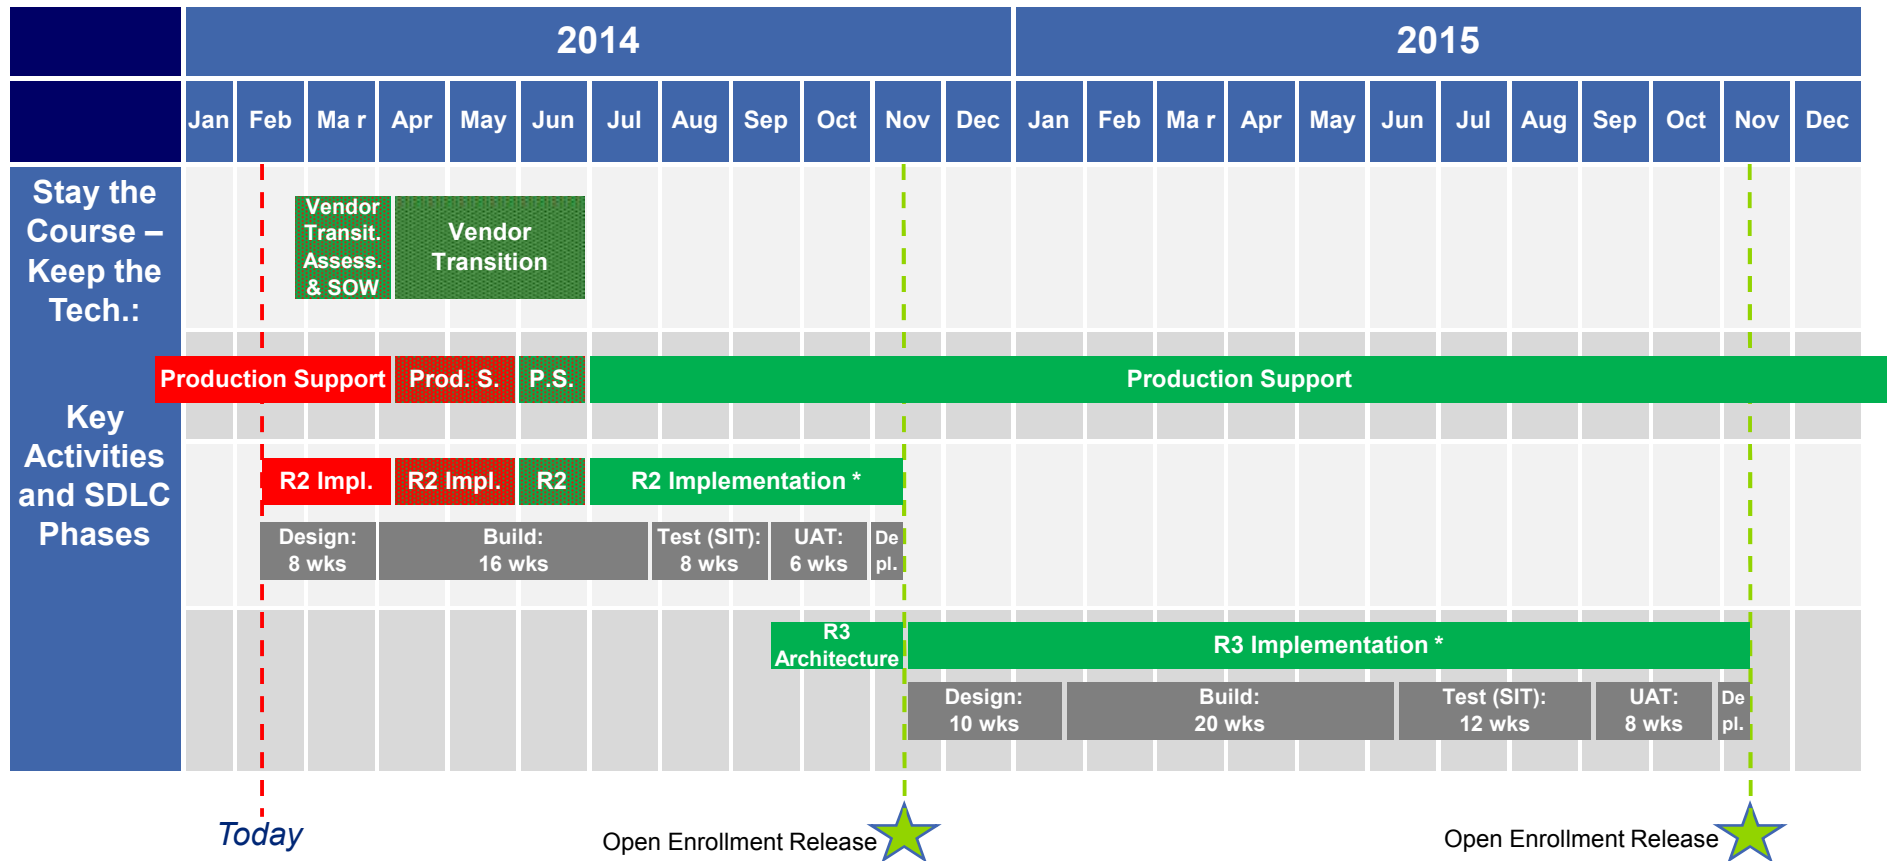 2014
2015
Jan Feb Ma r Apr May Jun Jul Aug Sep Oct Nov Dec Jan Feb Ma r Apr May Jun Jul Aug Sep Oct Nov Dec
Stay the
Course –
Keep the
Tech.:
Vendor
Transit.
Assess.
& SOW
Vendor
Transition
Key
Activities
and SDLC
Phases
Production Support
Prod. S.
P.S.
Production Support
R2 Impl.
R2 Impl.
R2
R2 Implementation *
Design:
8 wks
Build:
16 wks
Test (SIT):
8 wks
UAT:
6 wks
De
pl.
R3
Architecture
R3 Implementation *
Design:
10 wks
Build:
20 wks
Test (SIT):
12 wks
UAT:
8 wks
De
pl.
Today
Open Enrollment Release
Open Enrollment Release